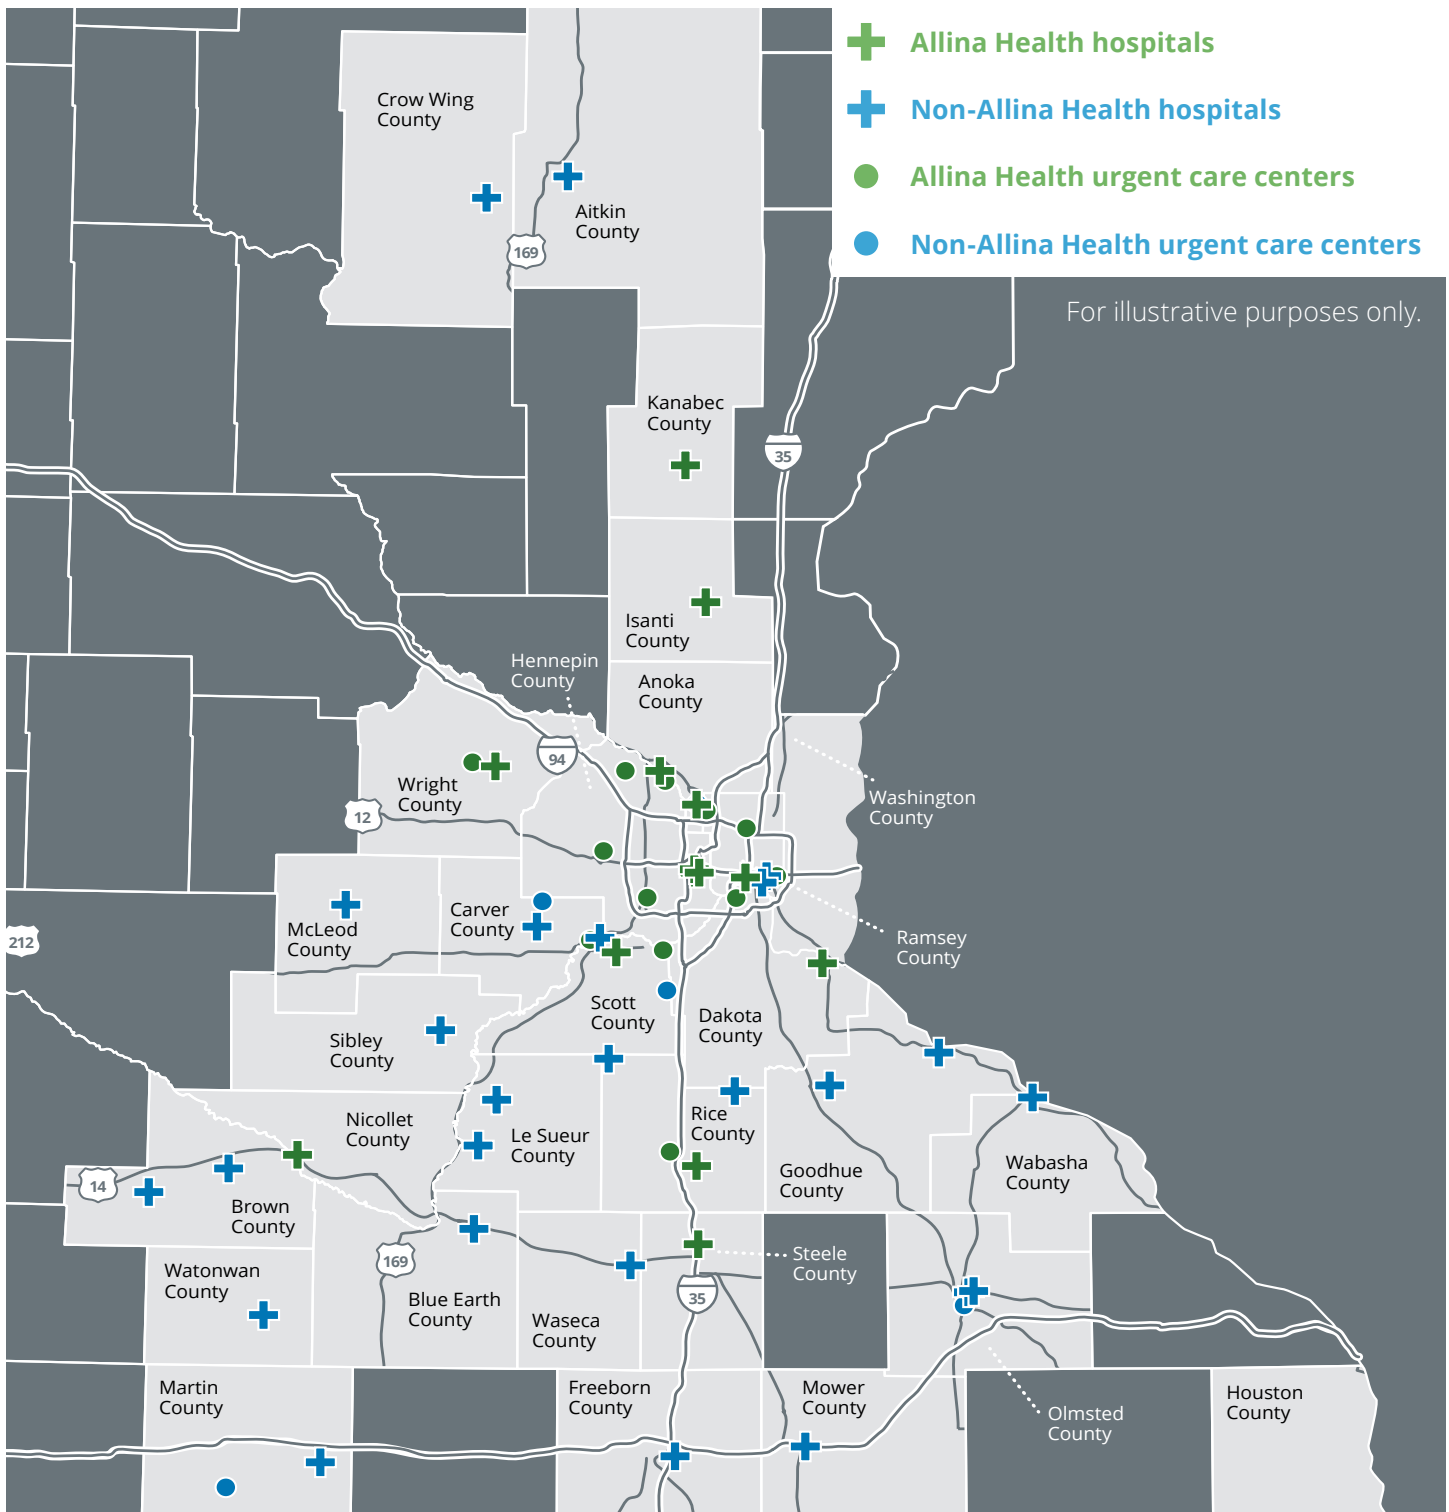 Allina Health hospitals
Non-Allina Health hospitals
Allina Health urgent care centers
Non-Allina Health urgent care centers
For illustrative purposes only.
Crow Wing
County
Aitkin
County
169
Kanabec
County
35
Isanti
County
Hennepin
County
Anoka
County
94
Wright
County
12
Washington
County
McLeod
County
Carver
County
212
Ramsey
County
Scott
County
Dakota
County
Sibley
County
Nicollet
County
Le Sueur
County
Rice
County
Goodhue
County
Wabasha
County
14
Brown
County
169
Steele
County
Watonwan
County
Blue Earth
County
35
Waseca
County
Martin
County
Freeborn
County
Mower
County
Olmsted
County
Houston
County